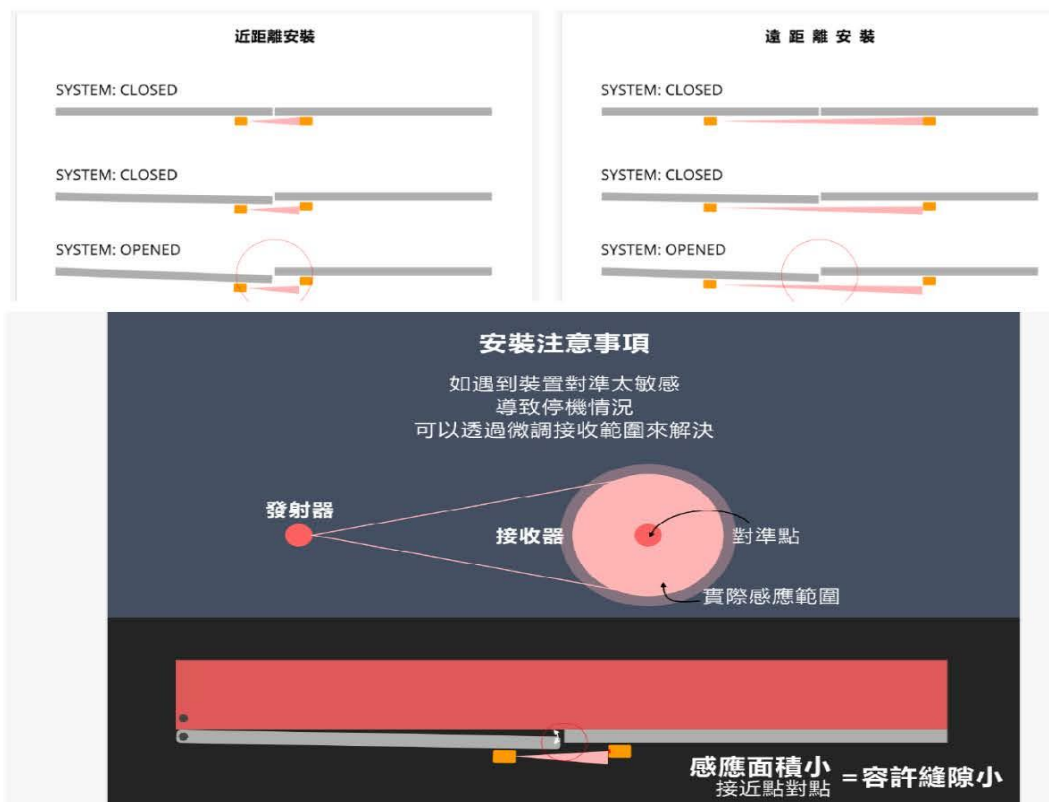 近距離安裝
SYSTEM: CLOSED
SYSTEM: CLOSED
SYSTEM: OPENED
遠 距 離 安 裝
SYSTEM: CLOSED
SYSTEM: CLOSED
SYSTEM: OPENED
安裝注意事項
如遇到裝置對準太敏感
導致停機情況
可以透過微調接收範圍來解決
發射器
接收器
對準點
實際感應範圍
感應面積小
接近點對點
=容許縫隙小